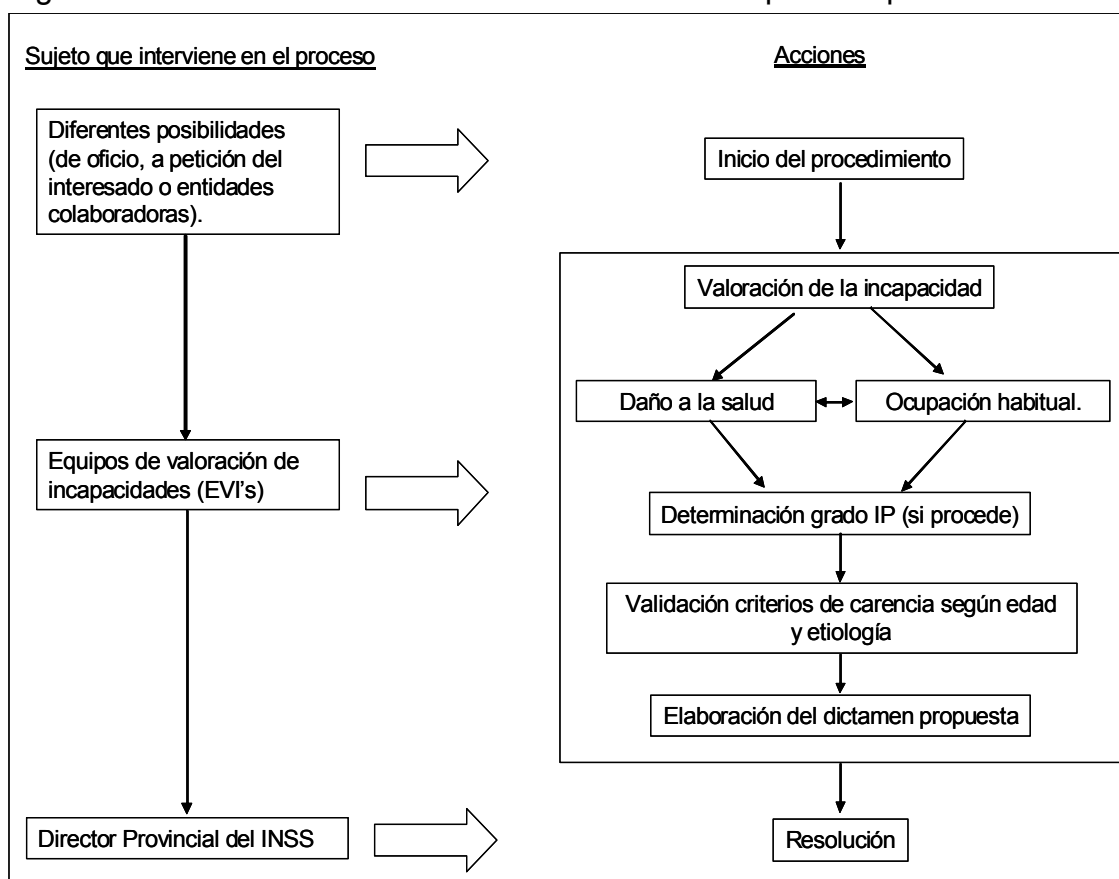 Sujeto que interviene en el proceso
Acciones
Diferentes posibilidades
(de oficio, a petición del
interesado o entidades
colaboradoras).
Inicio del procedimiento
Valoración de la incapacidad
Daño a la salud
Ocupación habitual.
Equipos de valoración de
incapacidades (EVI's)
Determinación grado IP (si procede)
Validación criterios de carencia según edad
y etiología
Elaboración del dictamen propuesta
Director Provincial del INSS
Resolución